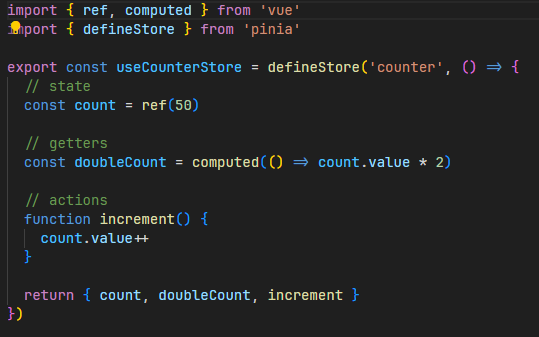 import { ref, computed } from 'vue'
import { defineStore } from 'pinia'
export const useCounterStore = defineStore('counter', () => {
// state
const count = ref(50)
// getters
const doubleCount = computed(() => count.value * 2)
// actions
function increment() {
count.value++
}
return { count, doubleCount, increment }
})